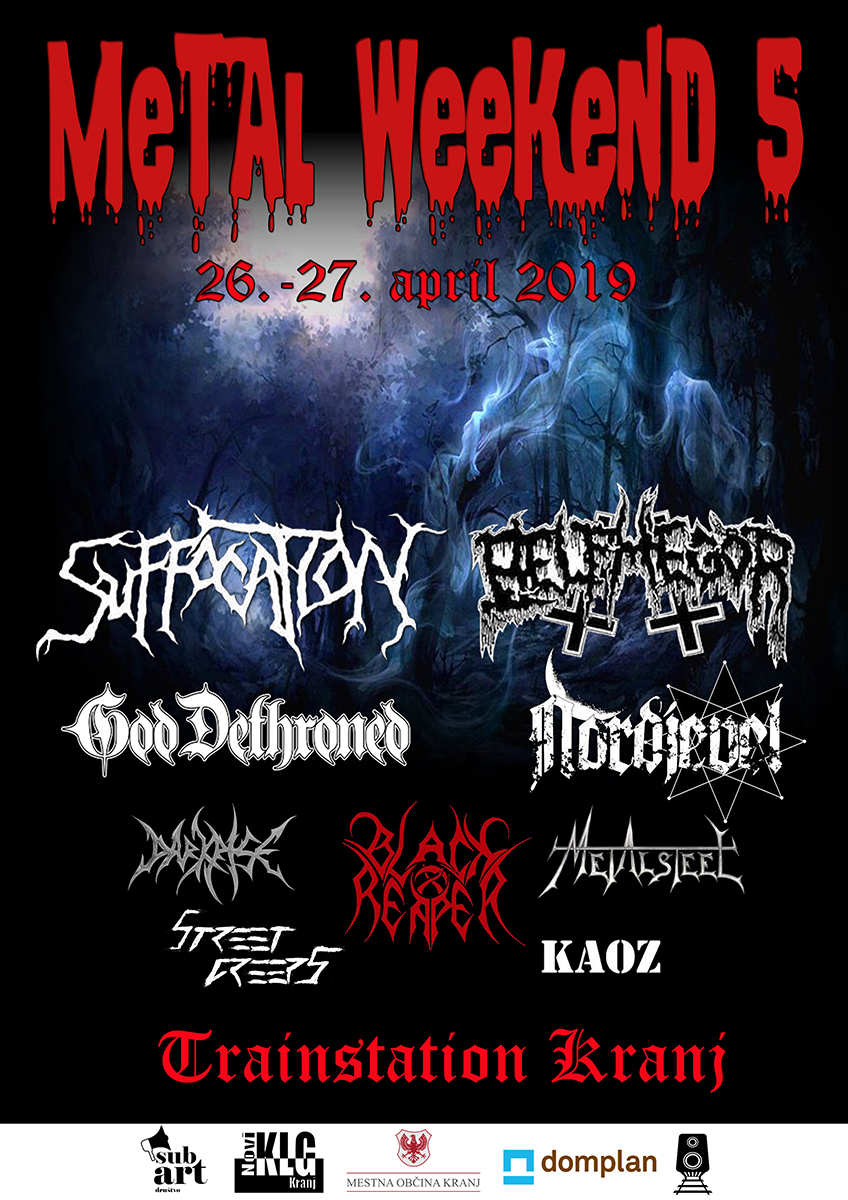 MeTAL WeeKeND 5
26.-27. april 2019
SUFFOCATION
BELPHEGOR
God Dethroned
Nordjevel
DARKRISE
BLACK REAPER
METALSTEEL
STREET CREEPS
KAOZ
Trainstation Kranj
sub art društvo
NOVi KLG Kranj
MESTNA OBČINA KRANJ
domplan